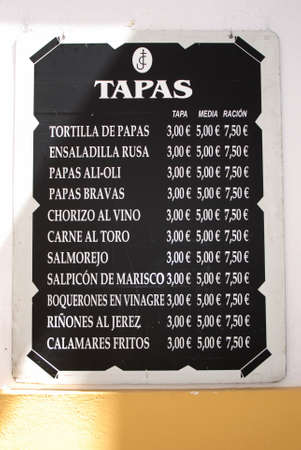 TAPAS
TAPA MEDIA RACIÓN
TORTILLA DE PAPAS 3,00 € 5,00 € 7,50 €
ENSALADILLA RUSA 3,00 € 5,00 € 7,50 €
PAPAS ALI-OLI 3,00 € 5,00 € 7,50 €
PAPAS BRAVAS 3,00 € 5,00 € 7,50 €
CHORIZO AL VINO 3,00 € 5,00 € 7,50 €
CARNE AL TORO 3,00 € 5,00 € 7,50 €
SALMOREJO 3,00 € 5,00 € 7,50 €
SALPICÓN DE MARISCO 3,00 € 5,00 € 7,50 €
BOQUERONES EN VINAGRE 3,00 € 5,00 € 7,50 €
RIÑONES AL JEREZ 3,00 € 5,00 € 7,50 €
CALAMARES FRITOS 3,00 € 5,00 € 7,50 €